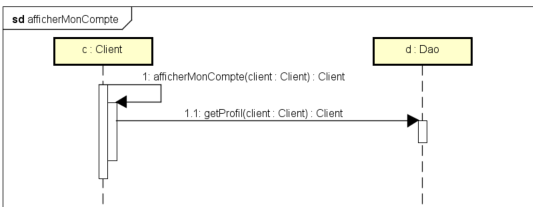 sd afficherMonCompte
c : Client
d : Dao
1: afficherMonCompte(client : Client) : Client
1.1: getProfil(client : Client) : Client